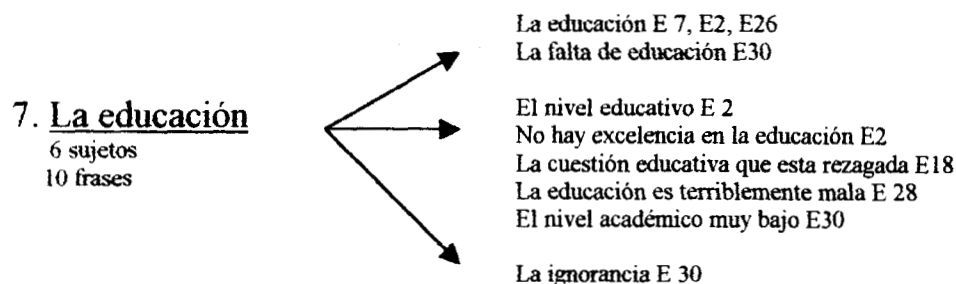 La educación E 7, E2, E26
La falta de educación E30
7. La educación
6 sujetos
10 frases
El nivel educativo E 2
No hay excelencia en la educación E2
La cuestión educativa que esta rezagada E18
La educación es terriblemente mala E 28
El nivel académico muy bajo E30
La ignorancia E 30